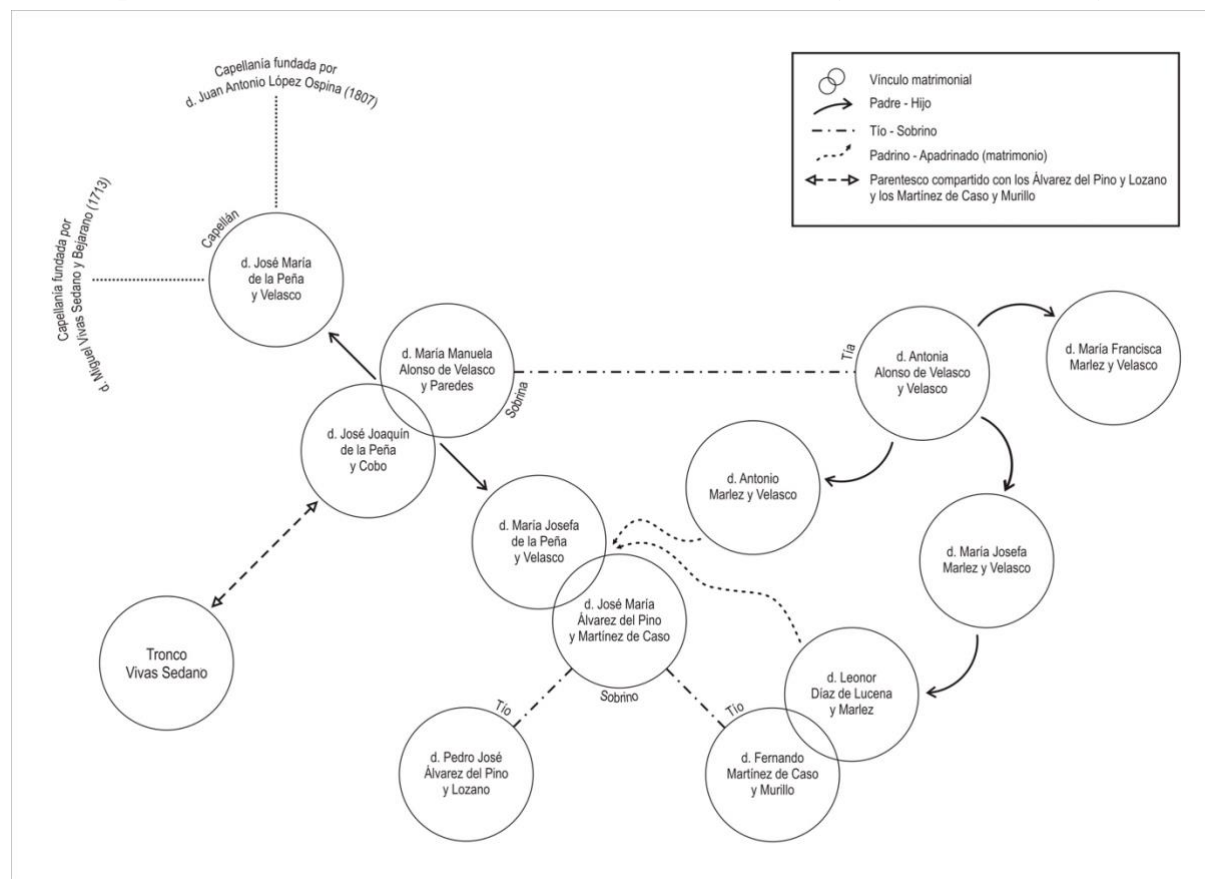 Capellanía fundada por
d. Juan Antonio López Ospina (1807)
Capellanía fundada por
d. Miguel Vivas Sedano y Bejarano (1713)
Vínculo matrimonial
Padre - Hijo
Tío - Sobrino
Padrino - Apadrinado (matrimonio)
Parentesco compartido con los Álvarez del Pino y Lozano
y los Martínez de Caso y Murillo
Capellán
d. José María
de la Peña
y Velasco
d. María Manuela
Alonso de Velasco
y Paredes
Sobrina
Tía
d. Antonia
Alonso de Velasco
y Velasco
d. María Francisca
Marlez y Velasco
d. José Joaquín
de la Peña
y Cobo
d. Antonio
Marlez y Velasco
d. María Josefa
de la Peña
y Velasco
d. María Josefa
Marlez y Velasco
d. José María
Álvarez del Pino
y Martínez de Caso
Sobrino
Tronco
Vivas Sedano
d. Leonor
Díaz de Lucena
y Marlez
Tío
d. Pedro José
Álvarez del Pino
y Lozano
Tío
d. Fernando
Martínez de Caso
y Murillo